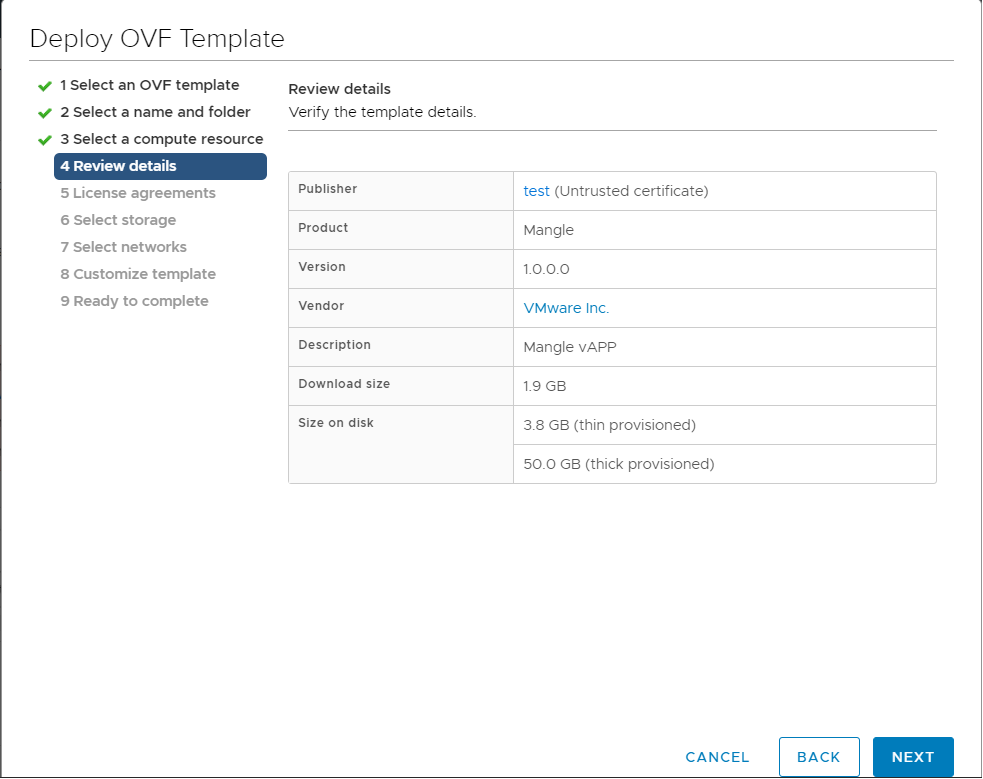 Deploy OVF Template
1 Select an OVF template
2 Select a name and folder
3 Select a compute resource
4 Review details
5 License agreements
6 Select storage
7 Select networks
8 Customize template
9 Ready to complete
Review details
Verify the template details.
Publisher test (Untrusted certificate)
Product Mangle
Version 1.0.0.0
Vendor VMware Inc.
Description Mangle vAPP
Download size 1.9 GB
Size on disk 3.8 GB (thin provisioned)
50.0 GB (thick provisioned)
CANCEL BACK NEXT